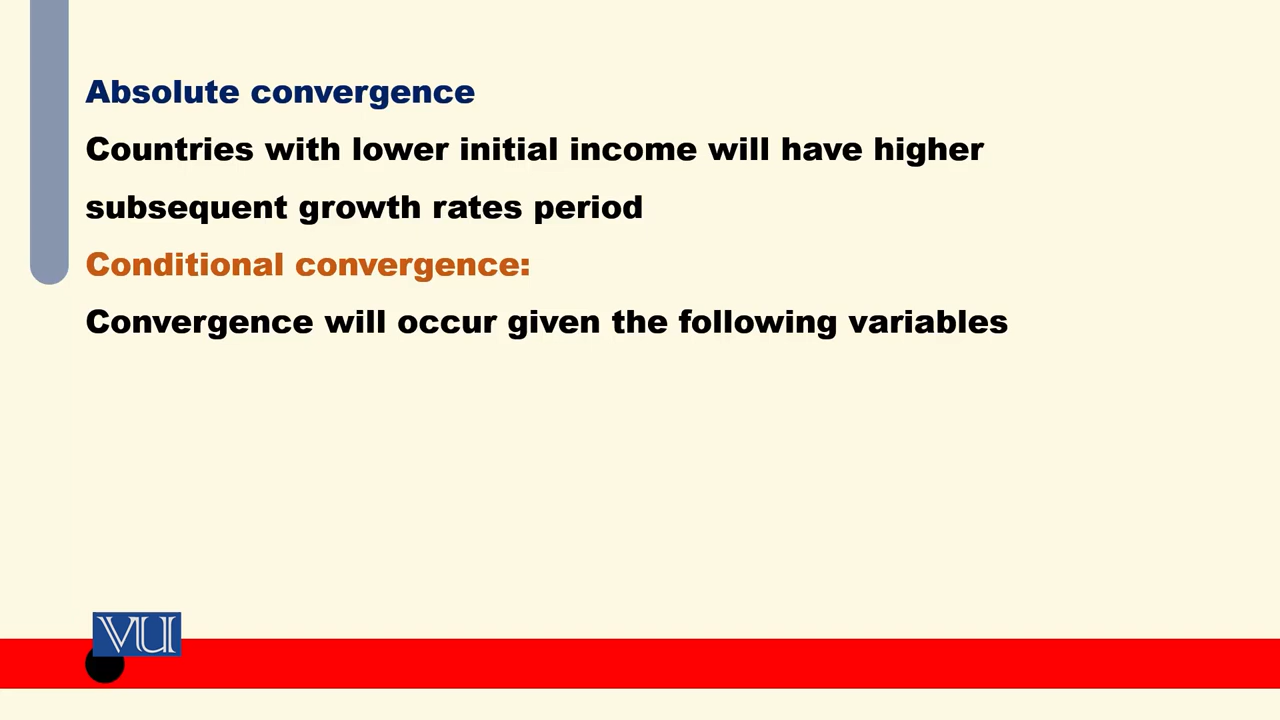 Absolute convergence
Countries with lower initial income will have higher
subsequent growth rates period
Conditional convergence:
Convergence will occur given the following variables
VU